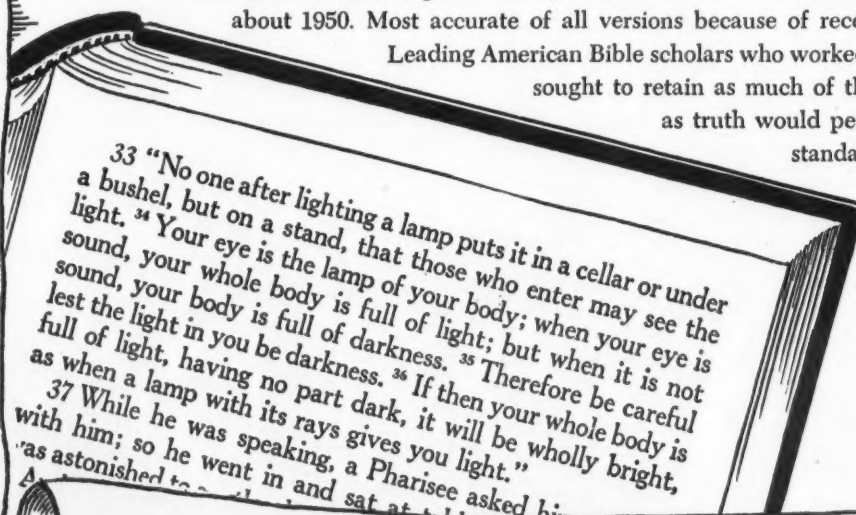 about 1950. Most accurate of all versions because of
Leading American Bible scholars who
sought to retain as much of
as truth would

33 “No one after lighting a lamp puts it in a cellar or under
a bushel, but on a stand, that those who enter may see the
light. ³⁴ Your eye is the lamp of your body; when your eye is
sound, your whole body is full of light; but when it is not
sound, your body is full of darkness. ³⁵ Therefore be careful
lest the light in you be darkness. ³⁶ If then your whole body is
full of light, having no part dark, it will be wholly bright,
as when a lamp with its rays gives you light.”
37 While he was speaking, a Pharisee asked
with him; so he went in and sat at
as astonished to